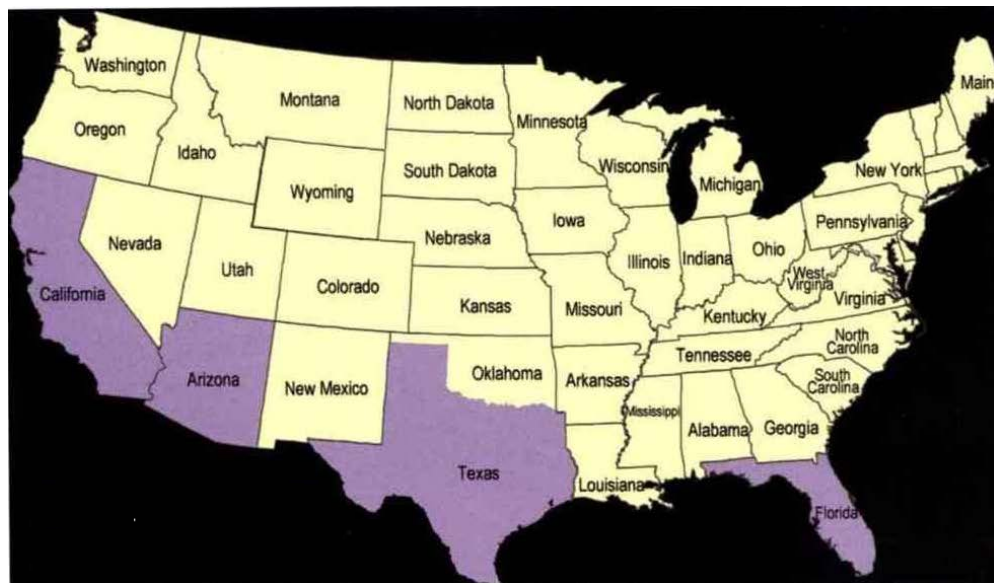 Washington
Montana
North Dakota
Minnesota
Main
Oregon
Idaho
Wyoming
South Dakota
Wisconsin
Michigan
New York
Nevada
Utah
Colorado
Nebraska
Iowa
Illinois
Indiana
Ohio
Pennsylvania
West
Virginia
Virginia
California
Kansas
Missouri
Kentucky
Arizona
New Mexico
Oklahoma
Arkansas
Tennessee
North
Carolina
South
Carolina
Mississippi
Alabama
Georgia
Texas
Louisiana
Florida